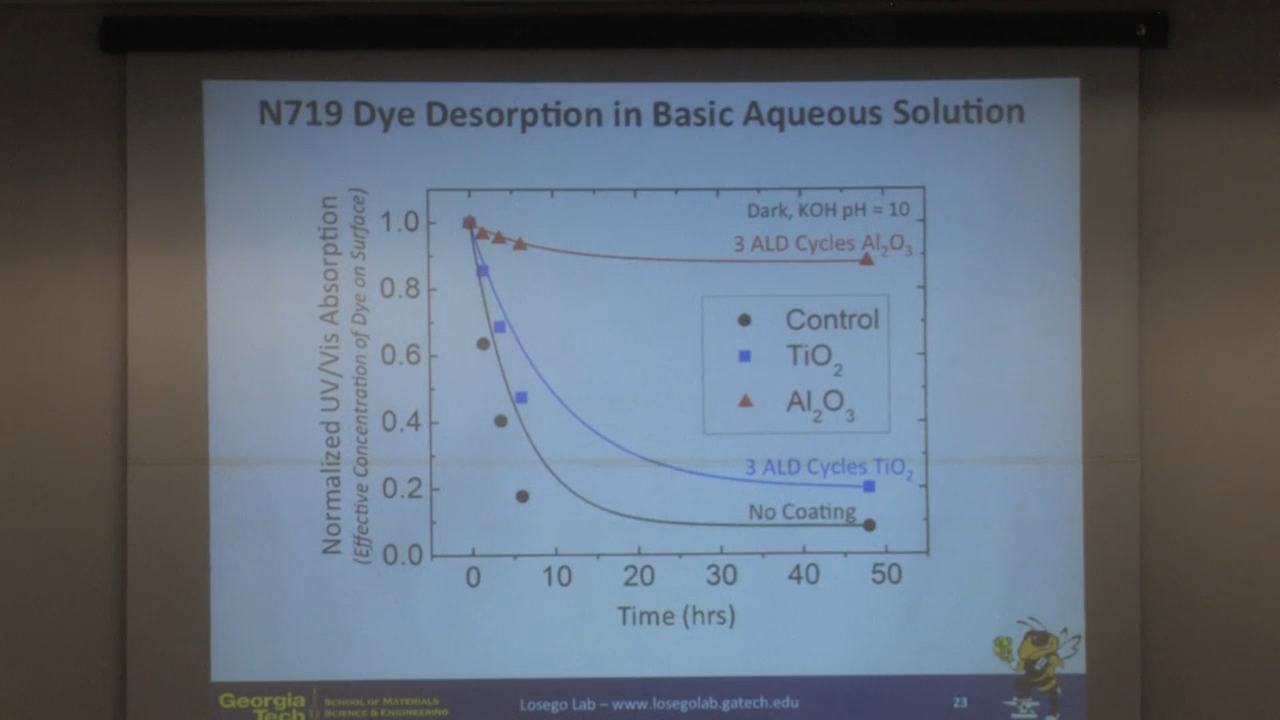 N719 Dye Desorption in Basic Aqueous Solution
Normalized UV/Vis Absorption
(Effective Concentration of Dye on Surface)
1.0
0.8
0.6
0.4
0.2
0.0
Dark, KOH pH = 10
3 ALD Cycles Al₂O₃
Control
TiO₂
Al₂O₃
3 ALD Cycles TiO₂
No Coating
0 10 20 30 40 50
Time (hrs)
Georgia
Tech
SCHOOL OF MATERIALS
SCIENCE & ENGINEERING
Losego Lab – www.losegolab.gatech.edu
23